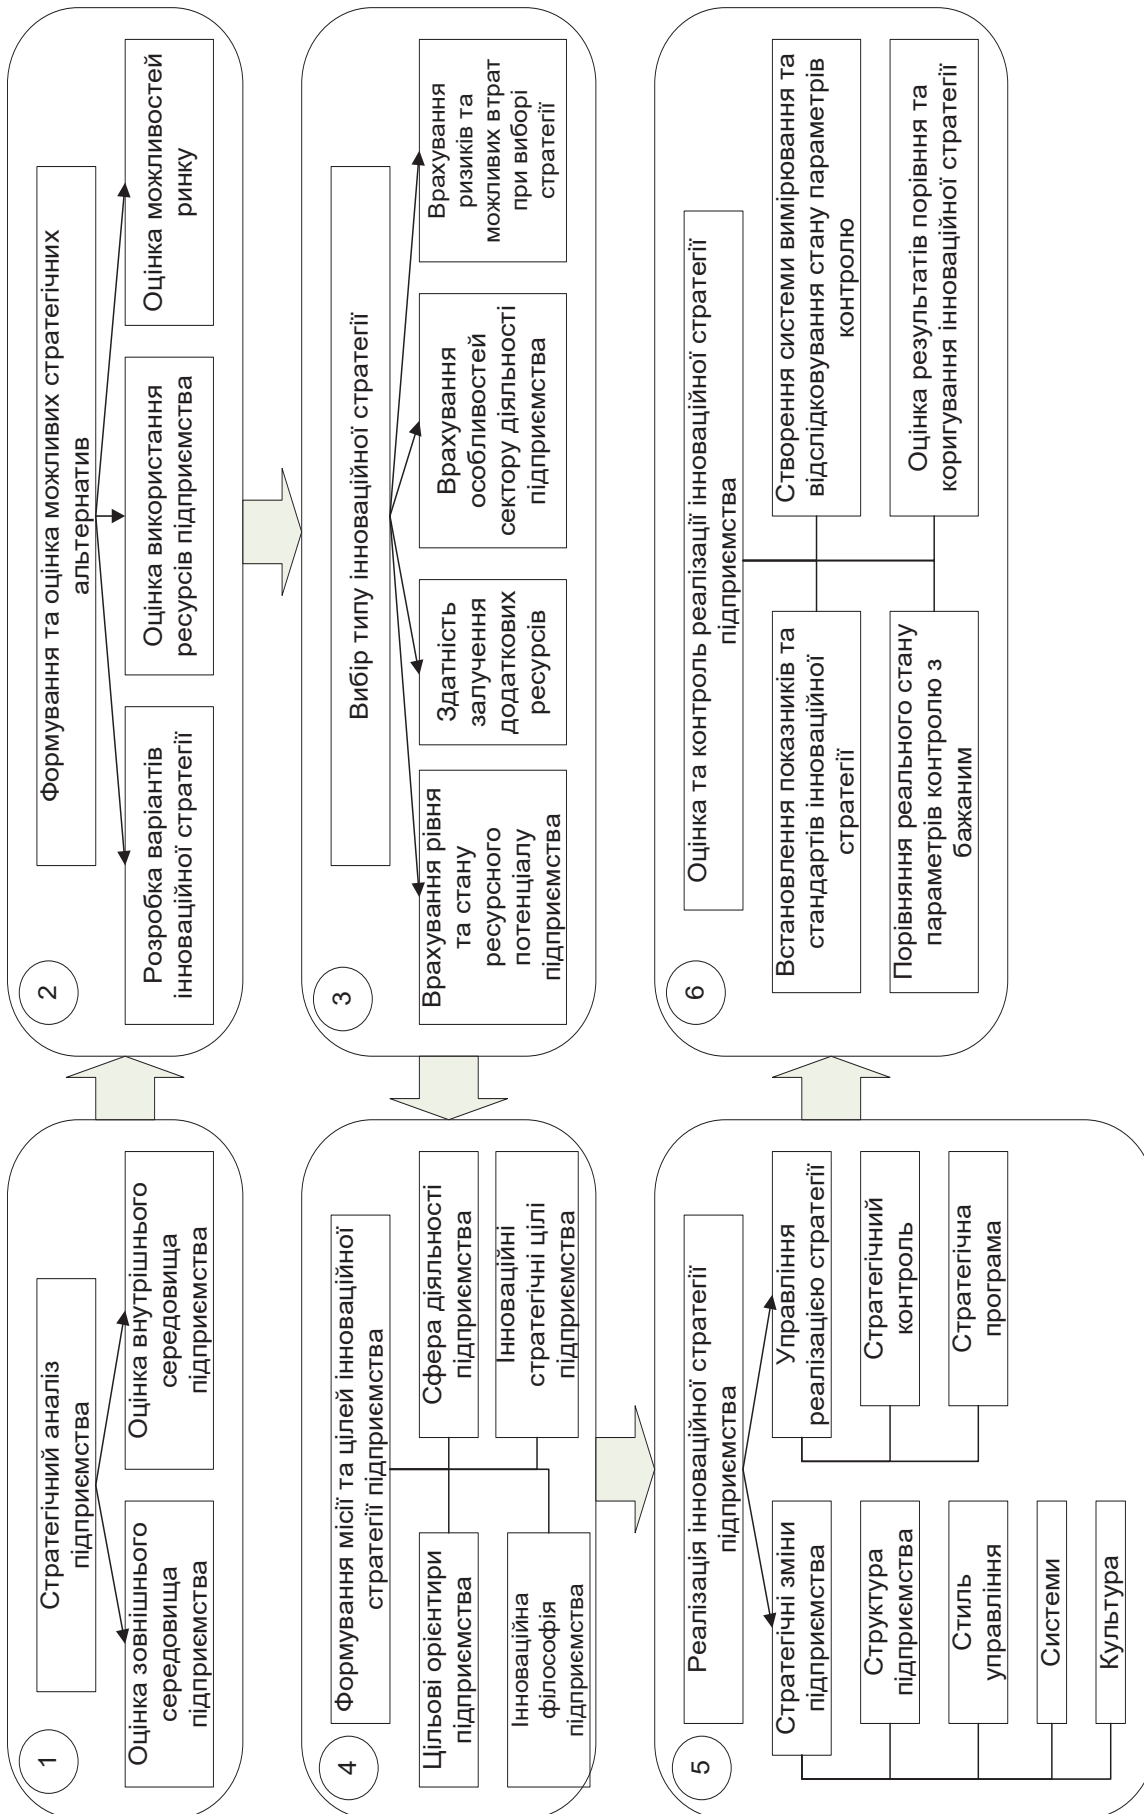 1
Стратегічний аналіз
підприємства
Оцінка зовнішнього
середовища
підприємства
Оцінка внутрішнього
середовища
підприємства
2
Формування та оцінка можливих стратегічних
альтернатив
Розробка варіантів
інноваційної стратегії
Оцінка використання
ресурсів підприємства
Оцінка можливостей
ринку
3
Вибір типу інноваційної стратегії
Врахування рівня
та стану
ресурсного
потенціалу
підприємства
Здатність
залучення
додаткових
ресурсів
Врахування
особливостей
сектору діяльності
підприємства
Врахування
ризиків та
можливих втрат
при виборі
стратегії
4
Формування місії та цілей інноваційної
стратегії підприємства
Цільові орієнтири
підприємства
Сфера діяльності
підприємства
Інноваційна
філософія
підприємства
Інноваційні
стратегічні цілі
підприємства
5
Реалізація інноваційної стратегії
підприємства
Стратегічні зміни
підприємства
Структура
підприємства
Стиль
управління
Системи
Культура
Управління
реалізацією стратегії
Стратегічний
контроль
Стратегічна
програма
6
Оцінка та контроль реалізації інноваційної стратегії
підприємства
Встановлення показників та
стандартів інноваційної
стратегії
Створення системи вимірювання та
відслідковування стану параметрів
контролю
Порівняння реального стану
параметрів контролю з
бажаним
Оцінка результатів порівння та
коригування інноваційної стратегії